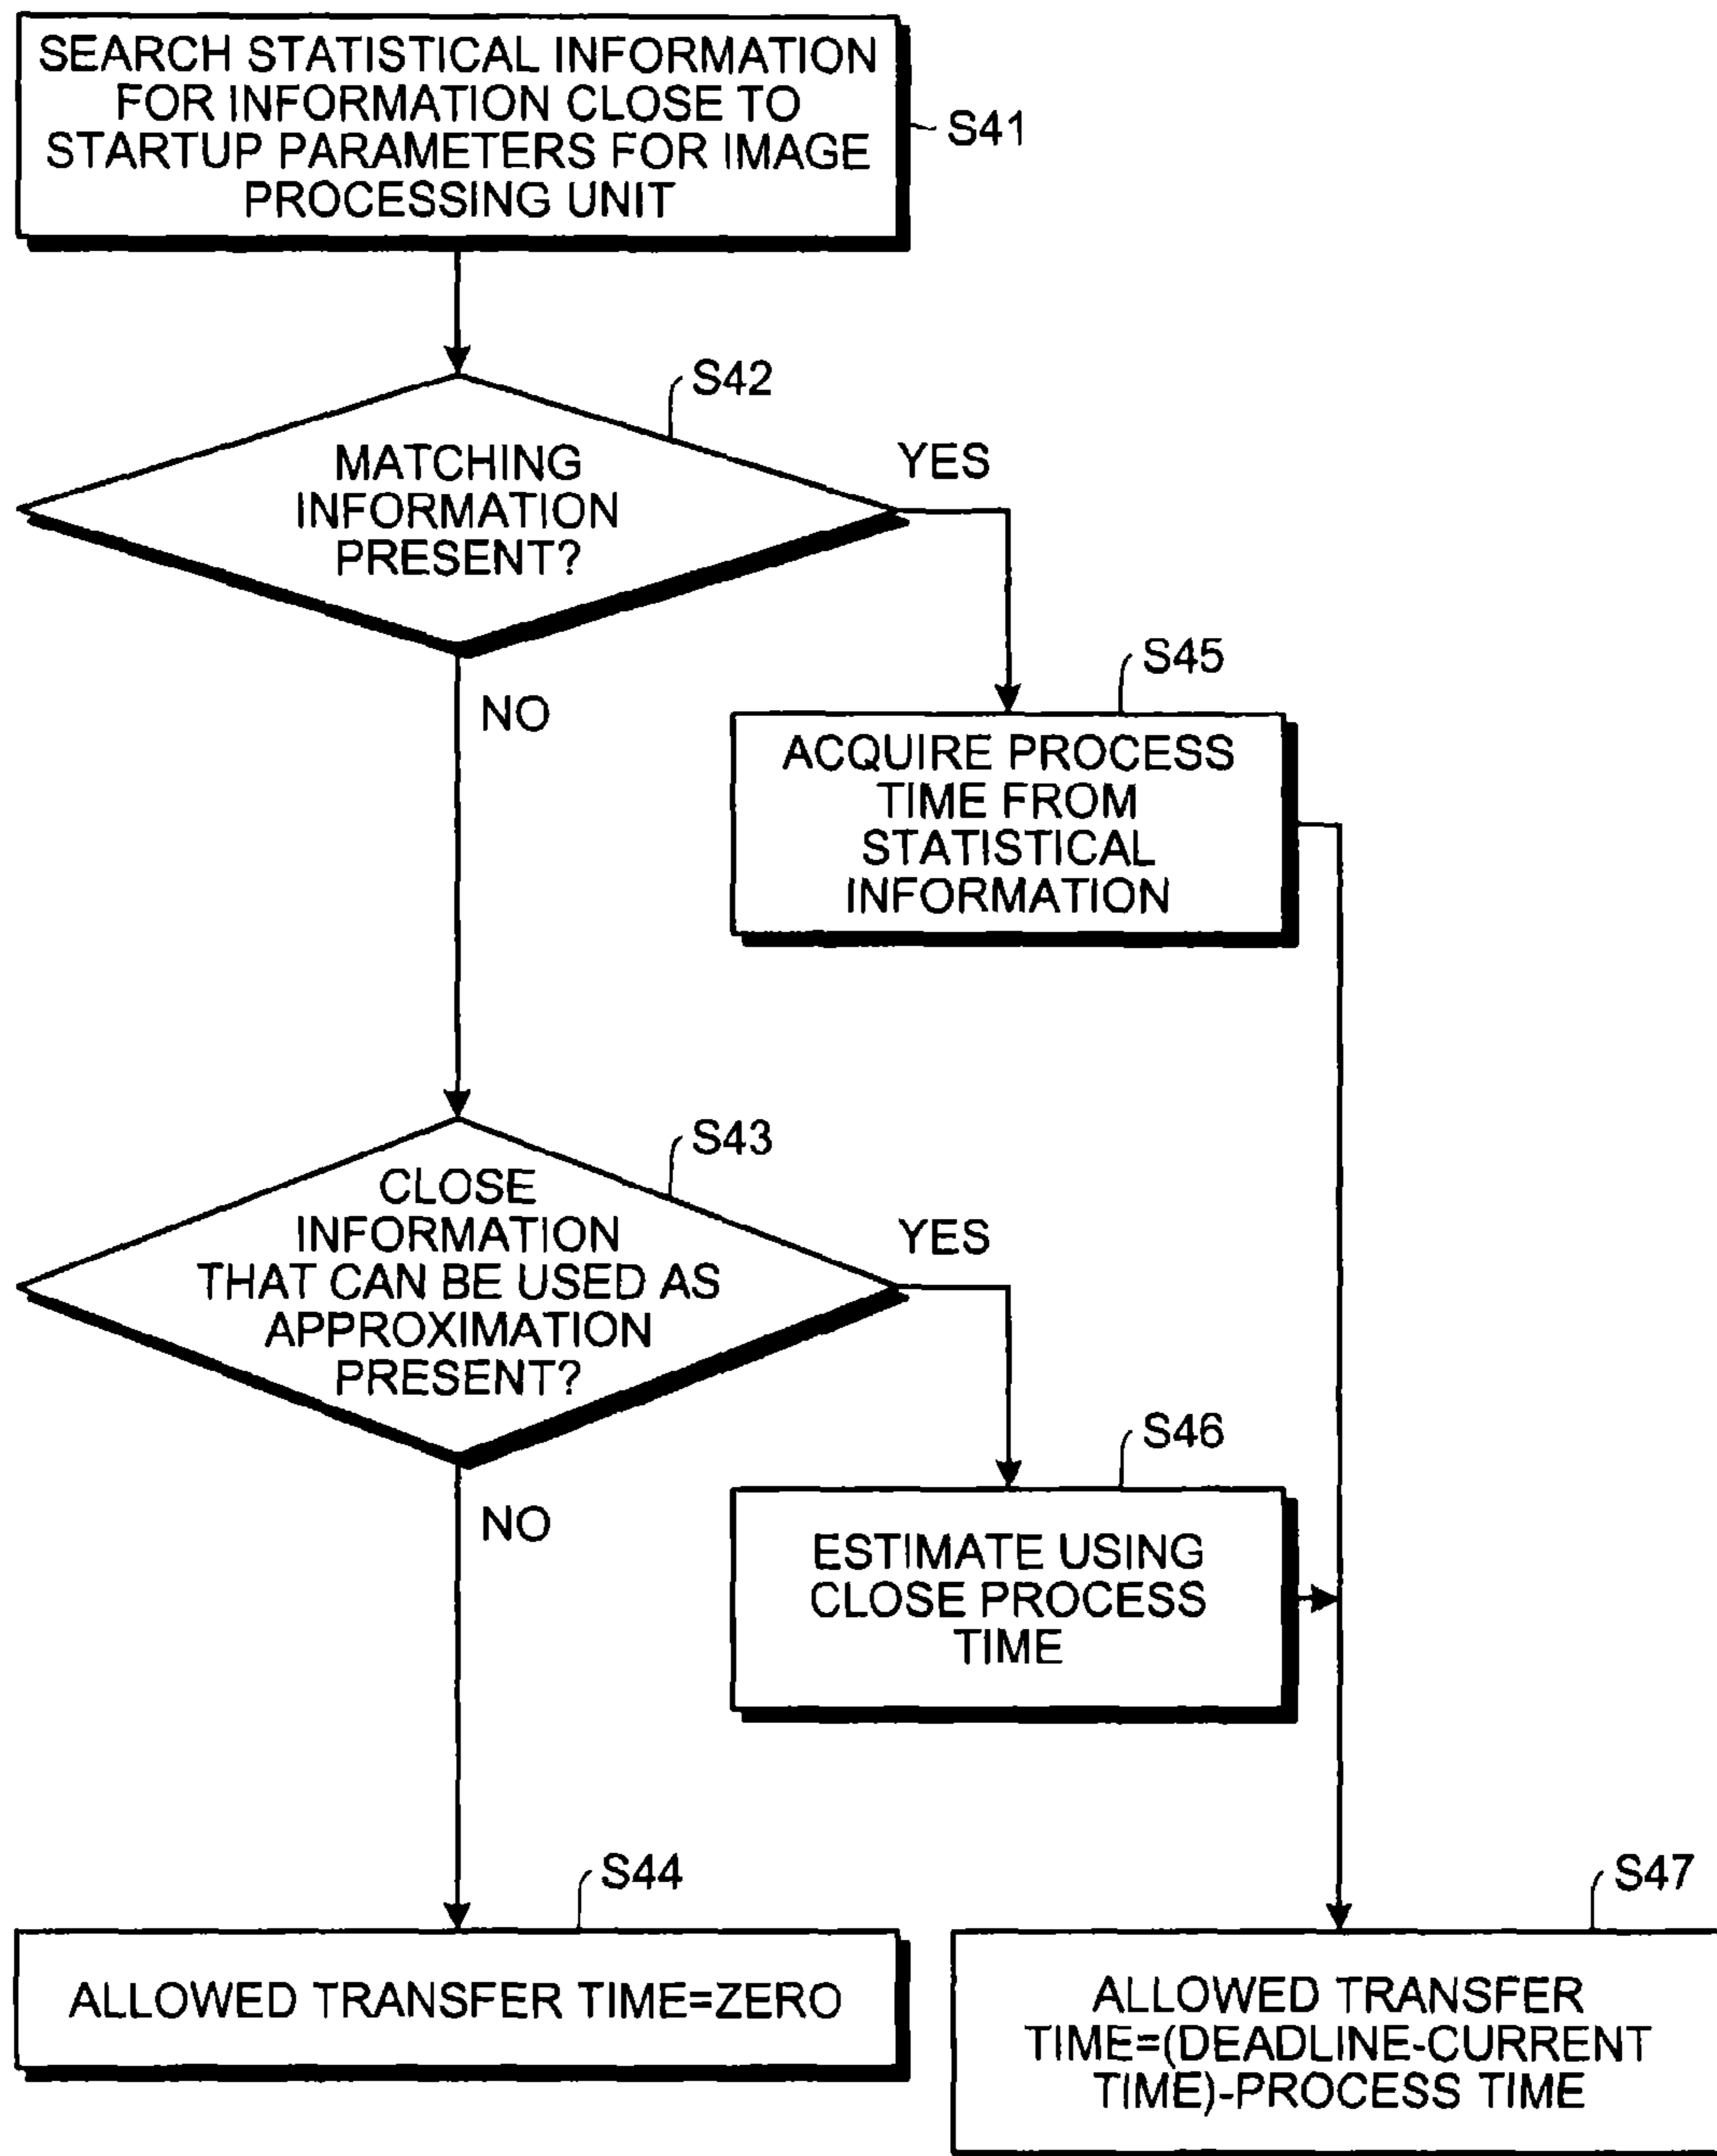 SEARCH STATISTICAL INFORMATION
FOR INFORMATION CLOSE TO
STARTUP PARAMETERS FOR IMAGE
PROCESSING UNIT
S41
S42
MATCHING
INFORMATION
PRESENT?
YES
NO
S45
ACQUIRE PROCESS
TIME FROM
STATISTICAL
INFORMATION
S43
CLOSE
INFORMATION
THAT CAN BE USED AS
APPROXIMATION
PRESENT?
YES
NO
S46
ESTIMATE USING
CLOSE PROCESS
TIME
S44
ALLOWED TRANSFER TIME=ZERO
S47
ALLOWED TRANSFER
TIME=(DEADLINE-CURRENT
TIME)-PROCESS TIME